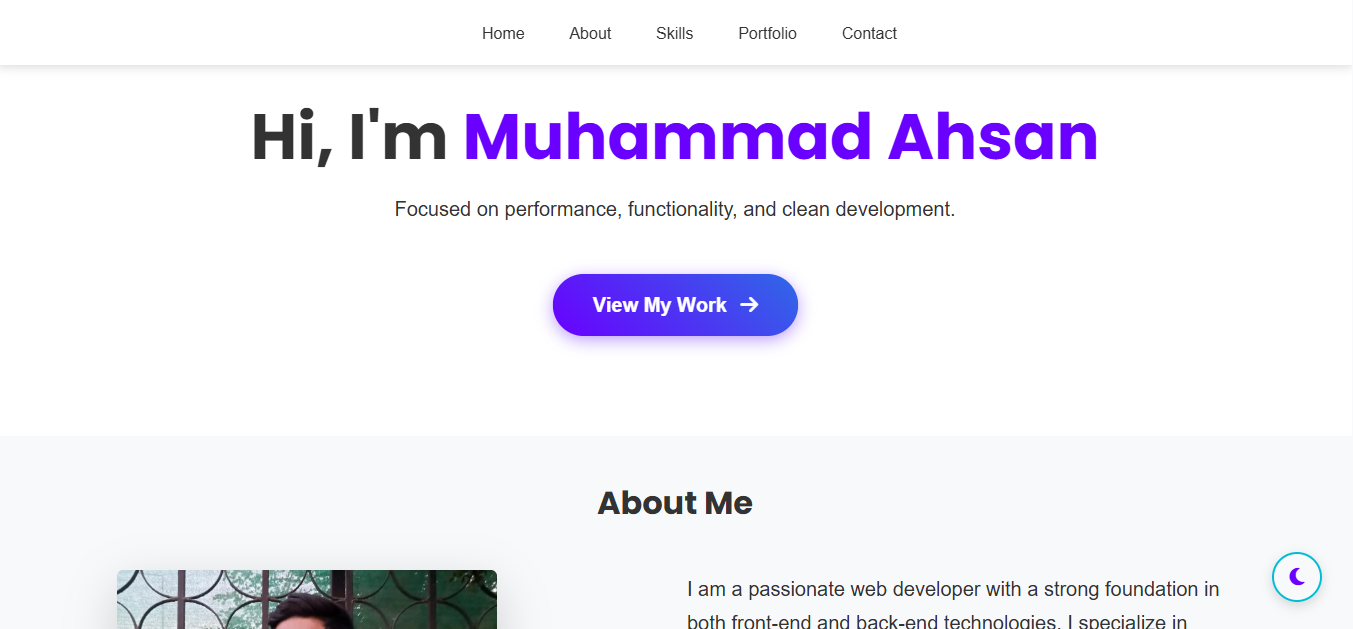 Home About Skills Portfolio Contact
Hi, I'm Muhammad Ahsan
Focused on performance, functionality, and clean development.
View My Work
About Me
I am a passionate web developer with a strong foundation in
both front-end and back-end technologies. I specialize in